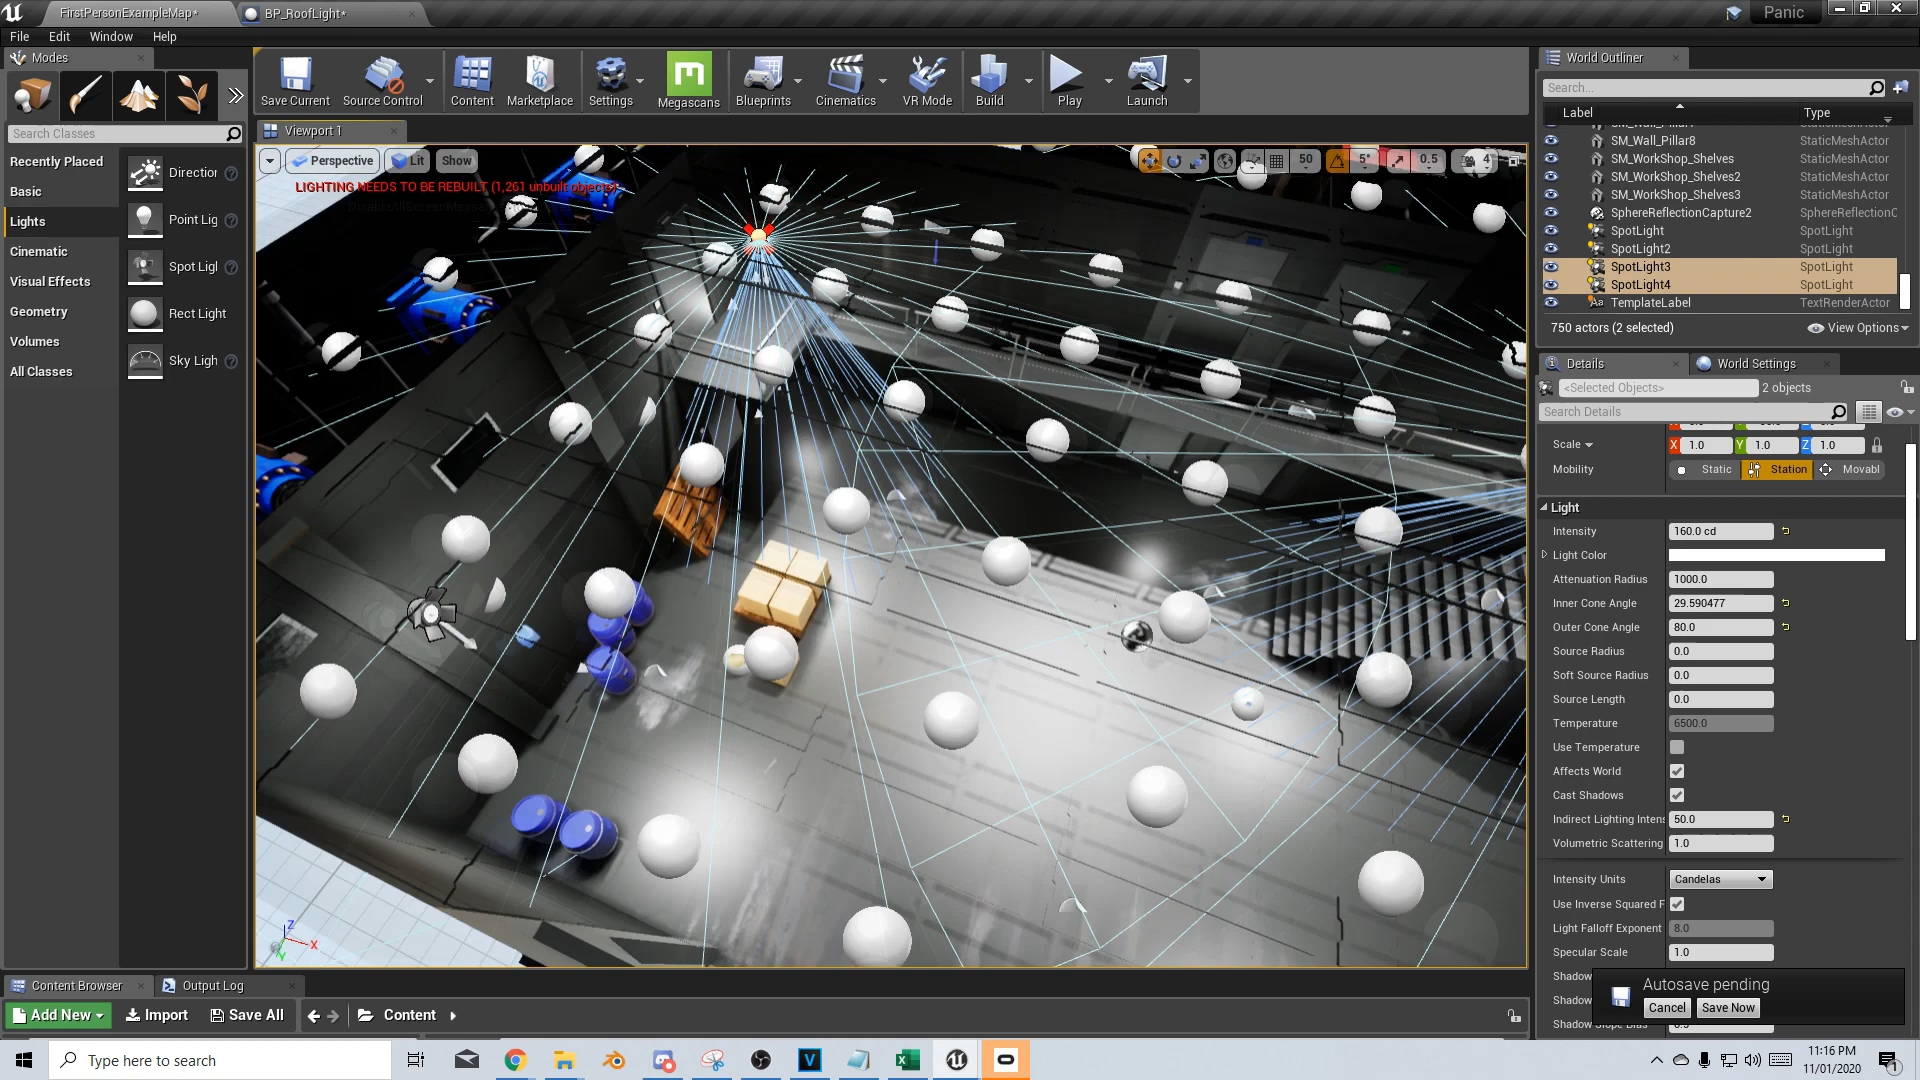 FirstPersonExampleMap*
BP_RoofLight*
Panic
File Edit Window Help
Modes
Search Classes
Recently Placed
Basic
Lights
Cinematic
Visual Effects
Geometry
Volumes
All Classes
Direction
Point Lig
Spot Ligl
Rect Light
Sky Ligh
Save Current
Source Control
Content
Marketplace
Settings
Megascans
Blueprints
Cinematics
VR Mode
Build
Play
Launch
Viewport 1
Perspective Lit Show
50 5° 0.5 4
LIGHTING NEEDS TO BE REBUILT (1,261 unbuilt objects)
World Outliner
Search...
Label Type
SM_Wall_Pillar8 StaticMeshActor
SM_WorkShop_Shelves StaticMeshActor
SM_WorkShop_Shelves2 StaticMeshActor
SM_WorkShop_Shelves3 StaticMeshActor
SphereReflectionCapture2 SphereReflectionC
SpotLight SpotLight
SpotLight2 SpotLight
SpotLight3 SpotLight
SpotLight4 SpotLight
TemplateLabel TextRenderActor
750 actors (2 selected) View Options
Details World Settings
<Selected Objects> 2 objects
Search Details
Scale X 1.0 Y 1.0 Z 1.0
Mobility Static Station Movabl
Light
Intensity 160.0 cd
Light Color
Attenuation Radius 1000.0
Inner Cone Angle 29.590477
Outer Cone Angle 80.0
Source Radius 0.0
Soft Source Radius 0.0
Source Length 0.0
Temperature 6500.0
Use Temperature
Affects World
Cast Shadows
Indirect Lighting Intens 50.0
Volumetric Scattering 1.0
Intensity Units Candelas
Use Inverse Squared F
Light Falloff Exponent 8.0
Specular Scale 1.0
Shadow
Shadow
Shadow Slope Bias
Autosave pending
Cancel Save Now
Z
X
Y
Content Browser Output Log
Add New Import Save All Content
Type here to search
11:16 PM
11/01/2020
1